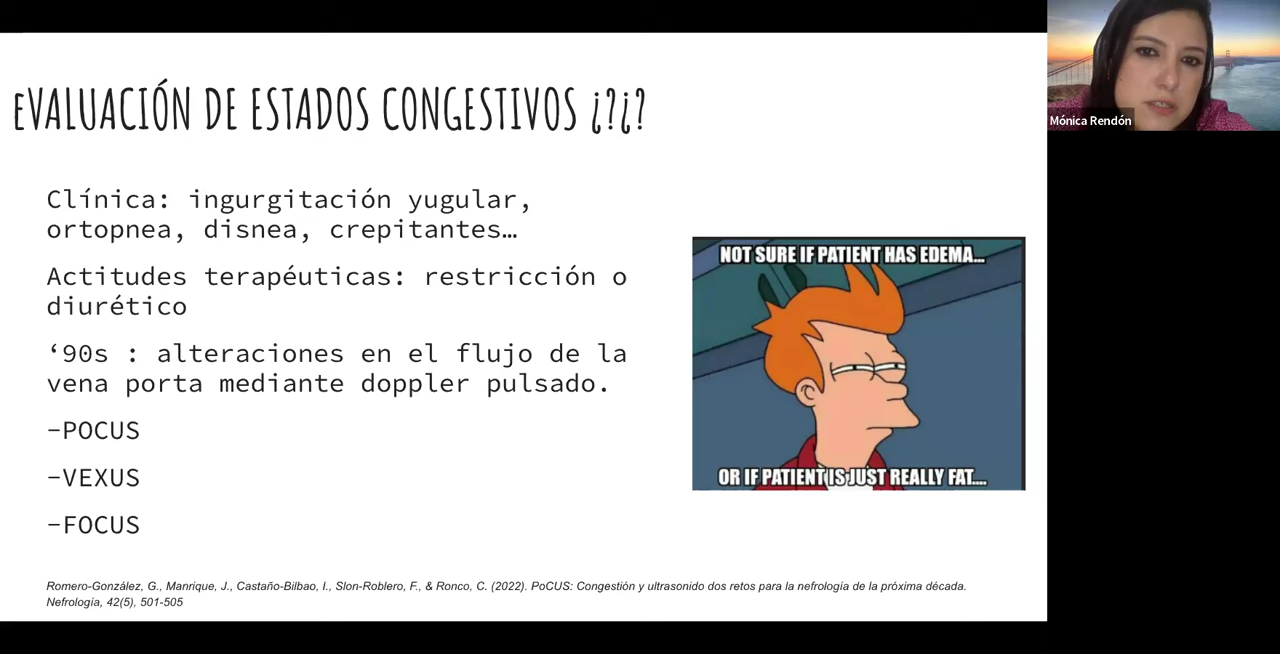 eVALUACIÓN DE ESTADOS CONGESTIVOS ¿?¿?
Clínica: ingurgitación yugular,
ortopnea, disnea, crepitantes…
Actitudes terapéuticas: restricción o
diurético
‘90s : alteraciones en el flujo de la
vena porta mediante doppler pulsado.
-POCUS
-VEXUS
-FOCUS
NOT SURE IF PATIENT HAS EDEMA...
OR IF PATIENT IS JUST REALLY FAT....
Romero-González, G., Manrique, J., Castaño-Bilbao, I., Slon-Roblero, F., & Ronco, C. (2022). PoCUS: Congestión y ultrasonido dos retos para la nefrología de la próxima década.
Nefrología, 42(5), 501-505
Mónica Rendón